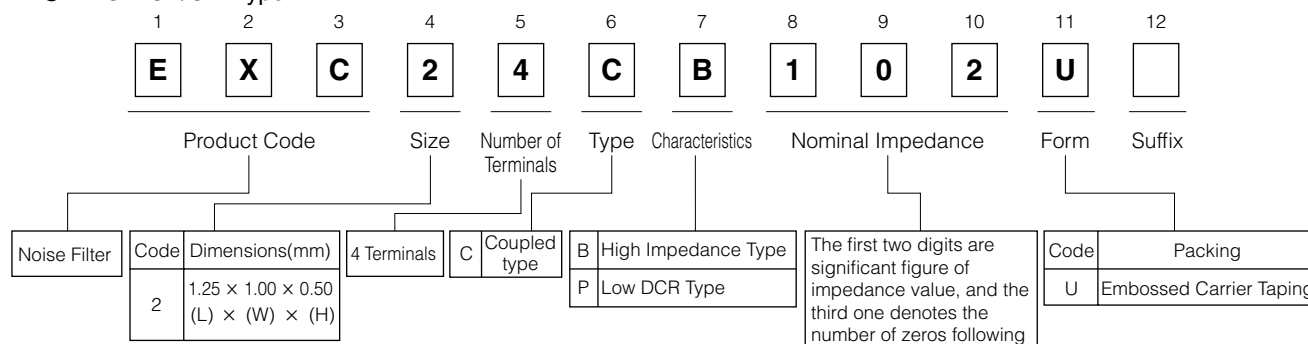 1 2 3 4 5 6 7 8 9 10 11 12
E X C 2 4 C B 1 0 2 U
Product Code Size Number of Terminals Type Characteristics Nominal Impedance Form Suffix
Noise Filter
Code Dimensions(mm)
2 1.25 × 1.00 × 0.50
(L) × (W) × (H)
4 Terminals
C Coupled
type
B High Impedance Type
P Low DCR Type
The first two digits are
significant figure of
impedance value, and the
third one denotes the
number of zeros following
Code Packing
U Embossed Carrier Taping